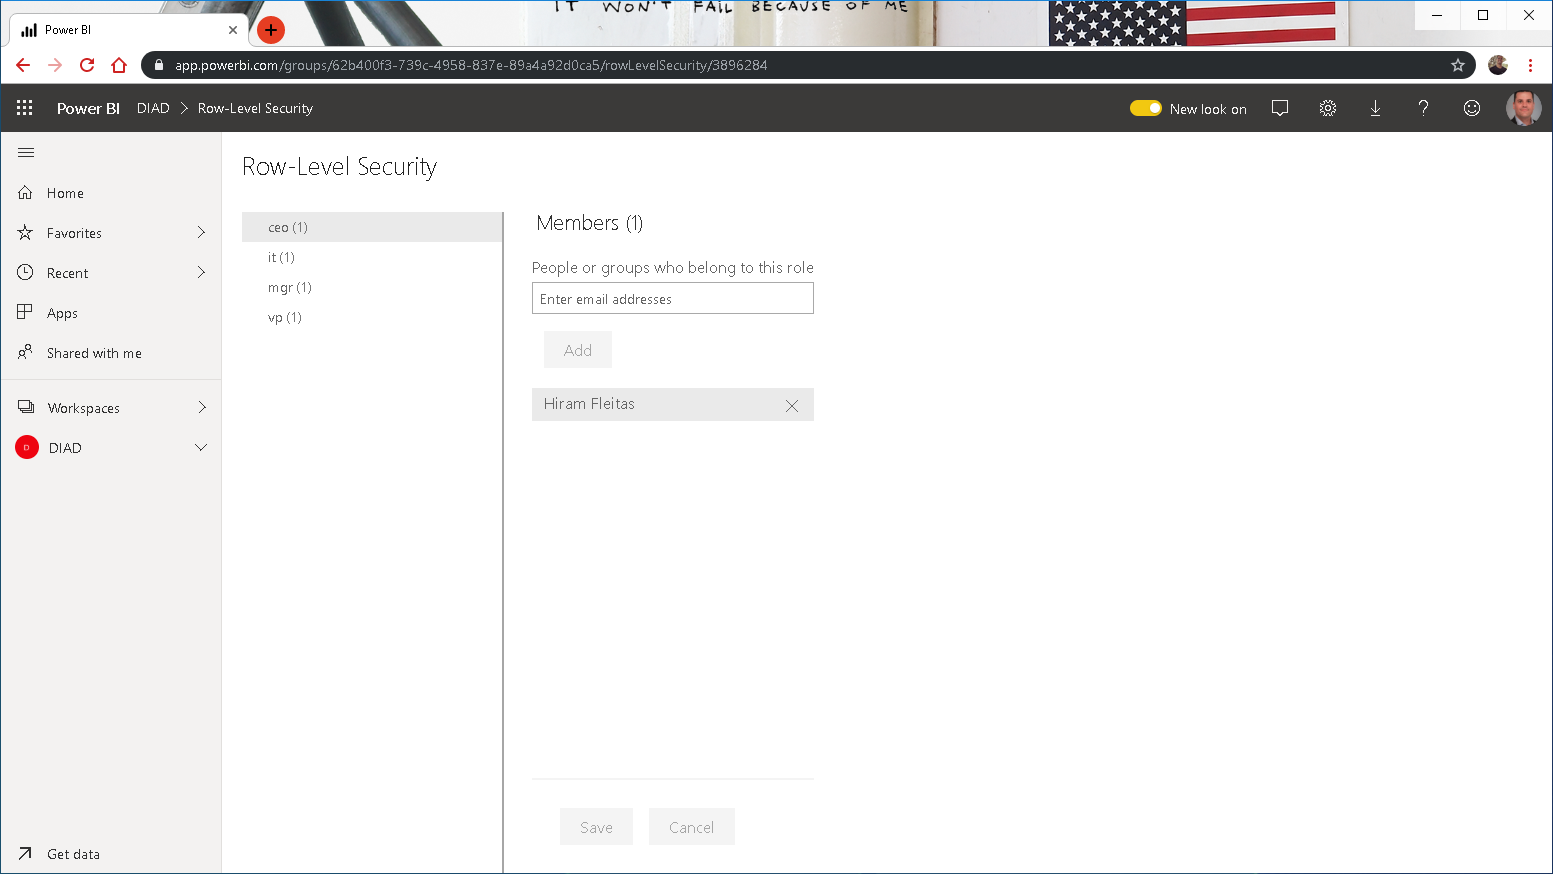 IT WON'T FAIL BECAUSE OF ME
Power BI
app.powerbi.com/groups/62b400f3-739c-4958-837e-89a4a92d0ca5/rowLevelSecurity/3896284
Power BI DIAD Row-Level Security New look on
Row-Level Security
Home
Favorites
Recent
Apps
Shared with me
Workspaces
D DIAD
Get data
ceo (1)
it (1)
mgr (1)
vp (1)
Members (1)
People or groups who belong to this role
Enter email addresses
Add
Hiram Fleitas
Save Cancel